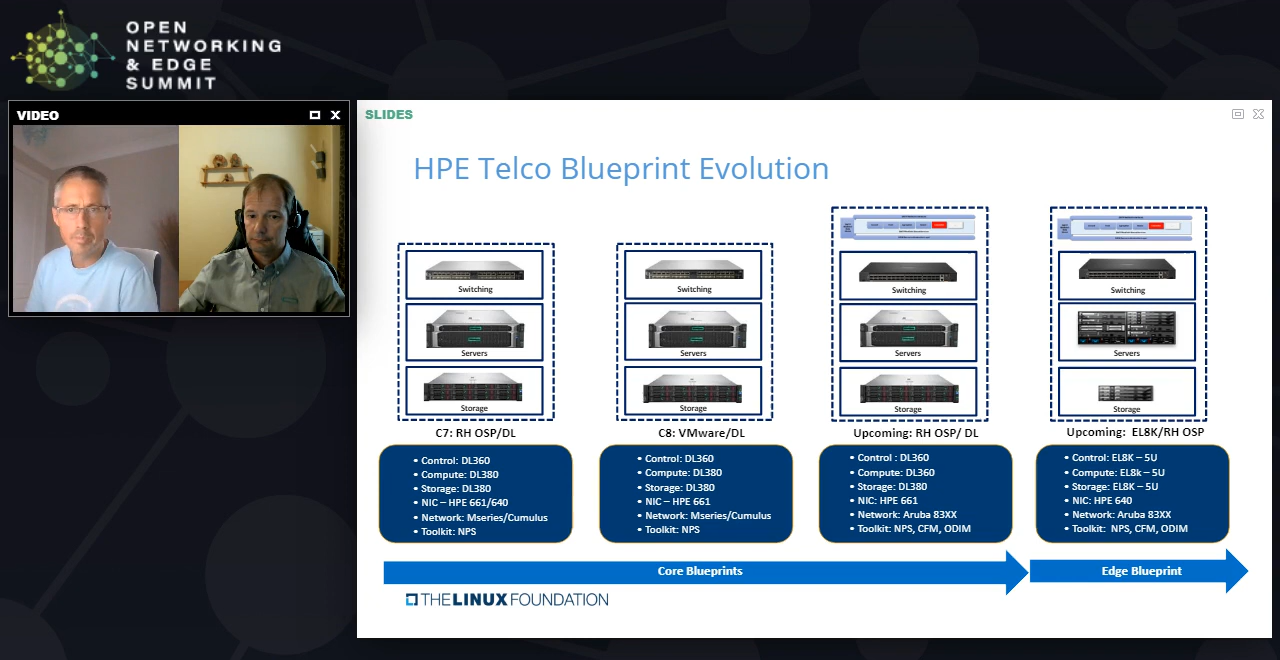 OPEN
NETWORKING
& EDGE
SUMMIT
VIDEO
SLIDES
HPE Telco Blueprint Evolution
Switching
Servers
Storage
C7: RH OSP/DL
• Control: DL360
• Compute: DL380
• Storage: DL380
• NIC – HPE 661/640
• Network: Mseries/Cumulus
• Toolkit: NPS
Switching
Servers
Storage
C8: VMware/DL
• Control: DL360
• Compute: DL380
• Storage: DL380
• NIC – HPE 661
• Network: Mseries/Cumulus
• Toolkit: NPS
Switching
Servers
Storage
Upcoming: RH OSP/ DL
• Control : DL360
• Compute: DL360
• Storage: DL380
• NIC: HPE 661
• Network: Aruba 83XX
• Toolkit: NPS, CFM, ODIM
Switching
Servers
Storage
Upcoming: EL8K/RH OSP
• Control: EL8K – 5U
• Compute: EL8k – 5U
• Storage: EL8K – 5U
• NIC: HPE 640
• Network: Aruba 83XX
• Toolkit: NPS, CFM, ODIM
Core Blueprints
Edge Blueprint
THE LINUX FOUNDATION